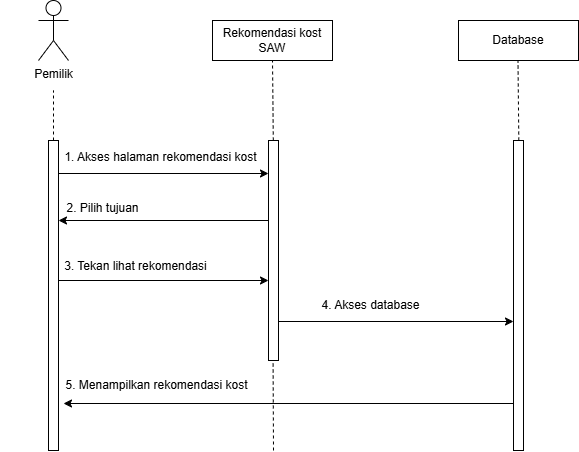 Pemilik
Rekomendasi kost
SAW
Database
1. Akses halaman rekomendasi kost
2. Pilih tujuan
3. Tekan lihat rekomendasi
4. Akses database
5. Menampilkan rekomendasi kost